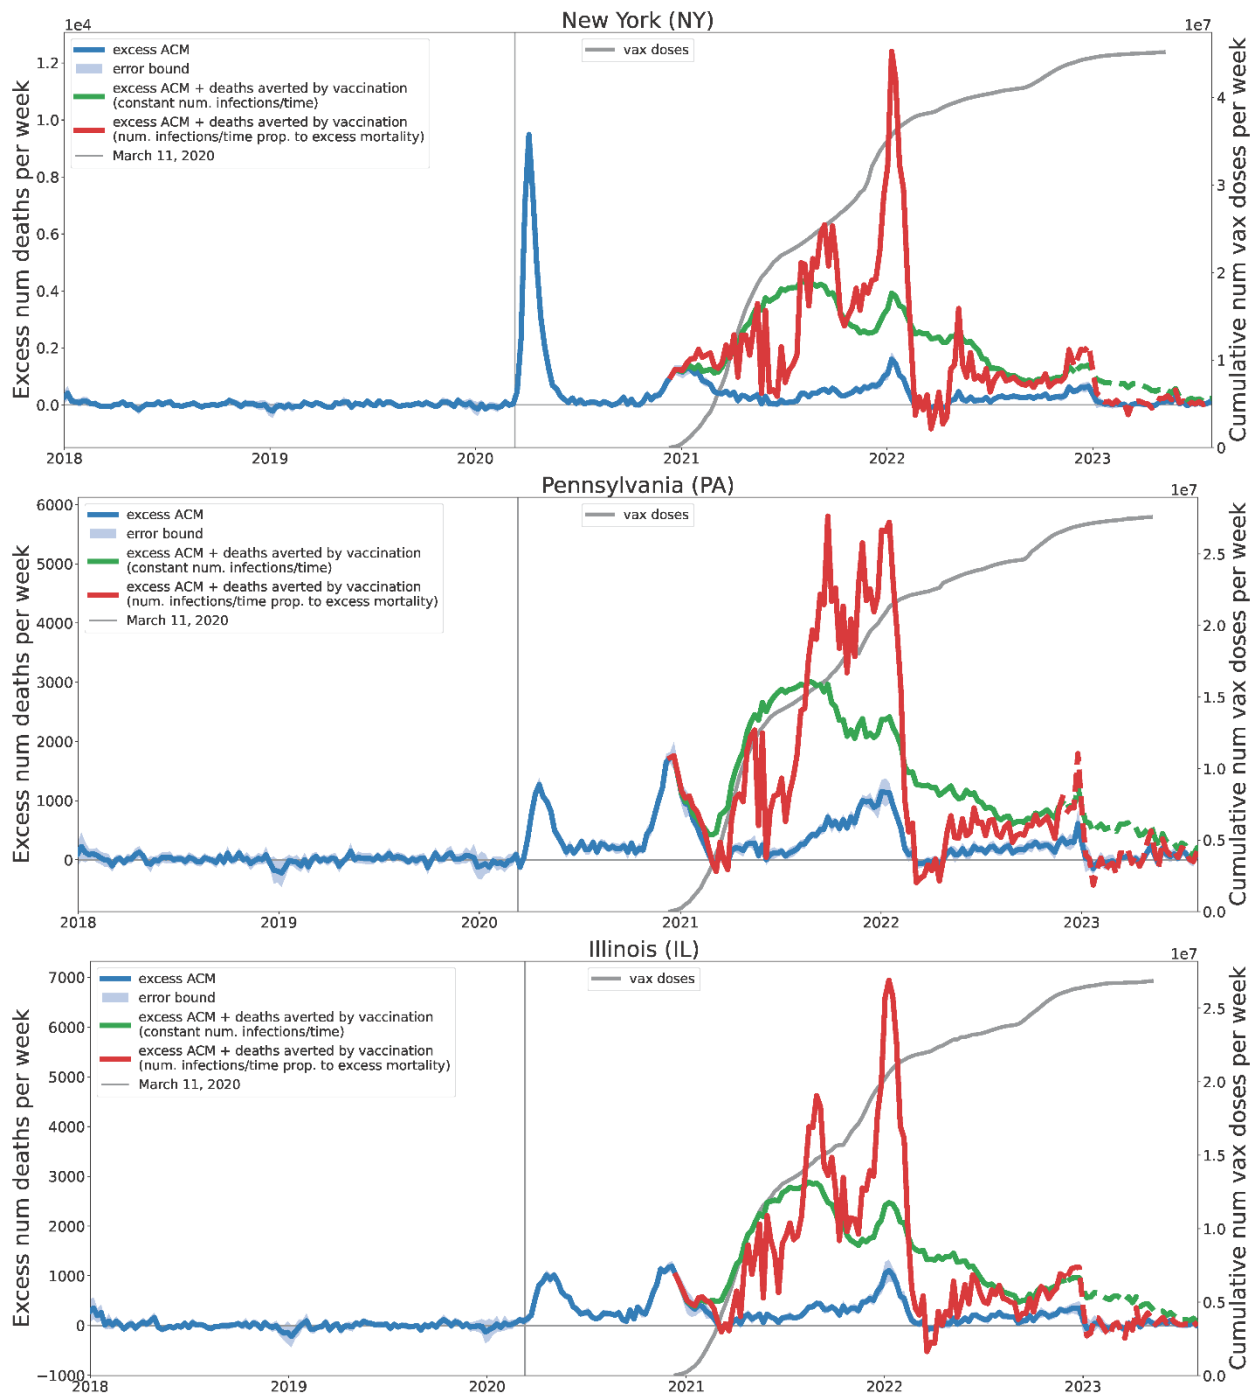 New York (NY)
1e4
1e7
excess ACM
error bound
excess ACM + deaths averted by vaccination
(constant num. infections/time)
excess ACM + deaths averted by vaccination
(num. infections/time prop. to excess mortality)
March 11, 2020
vax doses
Excess num deaths per week
1.2
1.0
0.8
0.6
0.4
0.2
0.0
Cumulative num vax doses per week
4
3
2
1
0
2018
2019
2020
2021
2022
2023
Pennsylvania (PA)
1e7
excess ACM
error bound
excess ACM + deaths averted by vaccination
(constant num. infections/time)
excess ACM + deaths averted by vaccination
(num. infections/time prop. to excess mortality)
March 11, 2020
vax doses
Excess num deaths per week
6000
5000
4000
3000
2000
1000
0
Cumulative num vax doses per week
2.5
2.0
1.5
1.0
0.5
0.0
2018
2019
2020
2021
2022
2023
Illinois (IL)
1e7
excess ACM
error bound
excess ACM + deaths averted by vaccination
(constant num. infections/time)
excess ACM + deaths averted by vaccination
(num. infections/time prop. to excess mortality)
March 11, 2020
vax doses
Excess num deaths per week
7000
6000
5000
4000
3000
2000
1000
0
−1000
Cumulative num vax doses per week
2.5
2.0
1.5
1.0
0.5
0.0
2018
2019
2020
2021
2022
2023